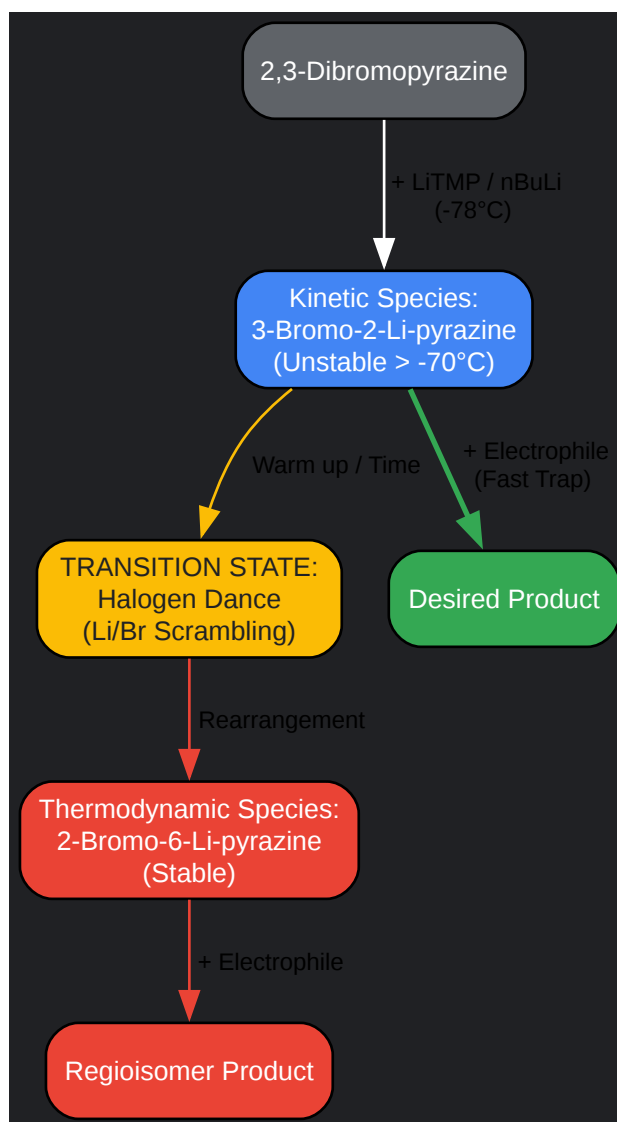 2,3-Dibromopyrazine
+ LiTMP / nBuLi
(-78°C)
Kinetic Species:
3-Bromo-2-Li-pyrazine
(Unstable > -70°C)
Warm up / Time
+ Electrophile
(Fast Trap)
TRANSITION STATE:
Halogen Dance
(Li/Br Scrambling)
Desired Product
Rearrangement
Thermodynamic Species:
2-Bromo-6-Li-pyrazine
(Stable)
+ Electrophile
Regioisomer Product